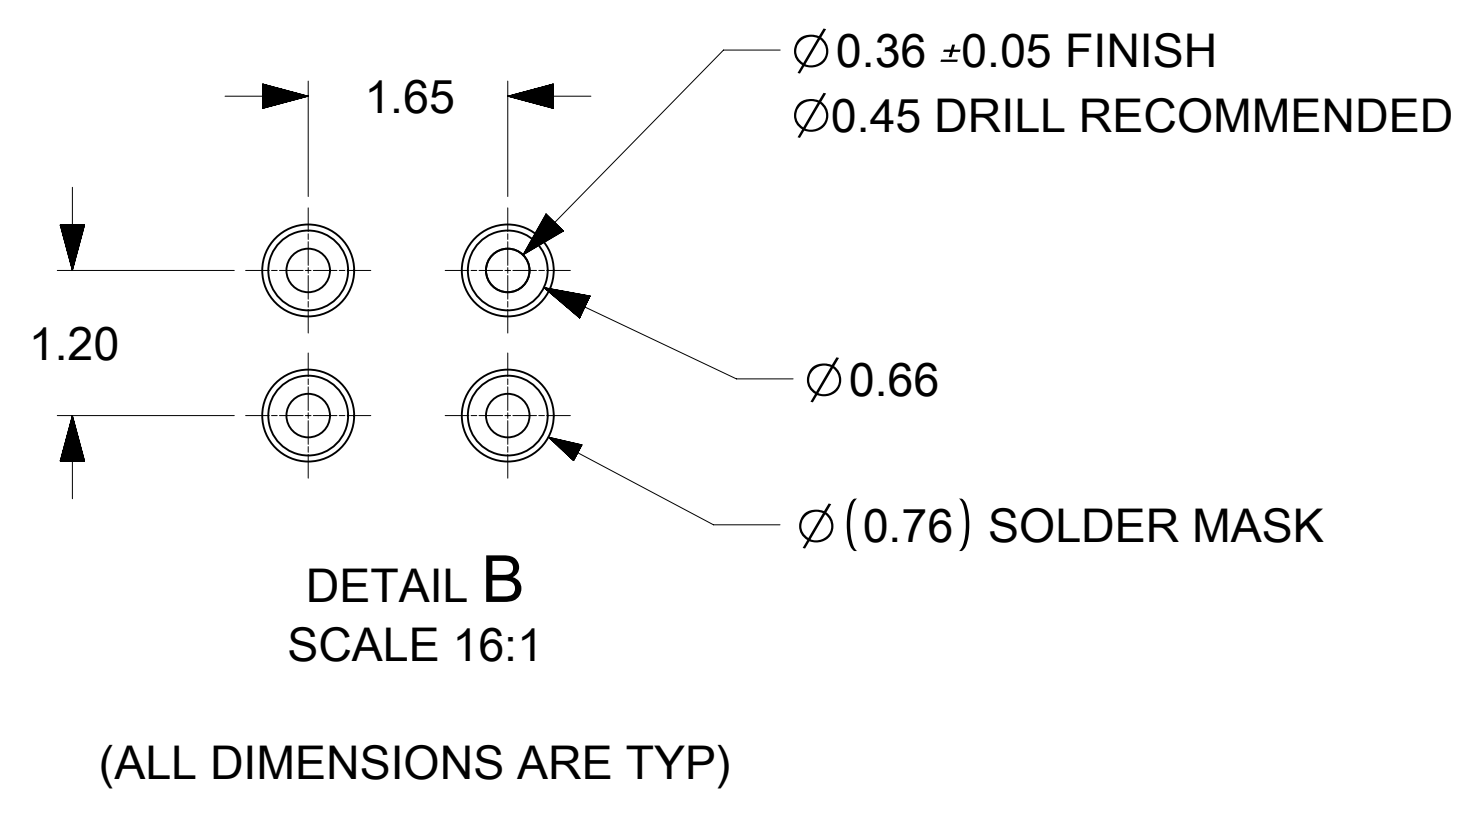 ∅0.36 ±0.05 FINISH
∅0.45 DRILL RECOMMENDED
1.65
1.20
∅0.66
∅(0.76) SOLDER MASK
DETAIL B
SCALE 16:1
(ALL DIMENSIONS ARE TYP)